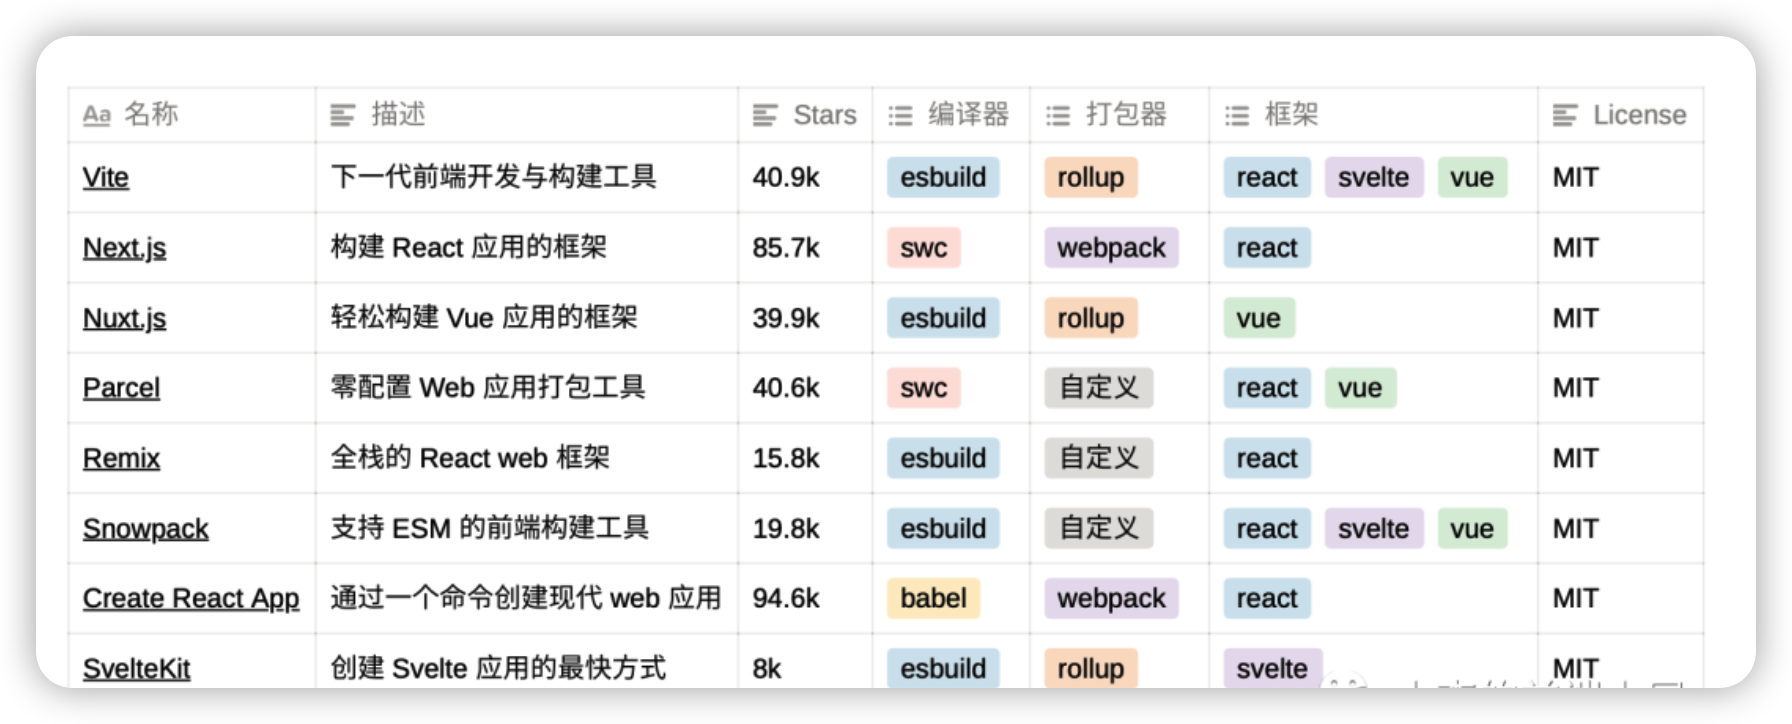 Aa 名称 描述 Stars 编译器 打包器 框架 License
Vite 下一代前端开发与构建工具 40.9k esbuild rollup react svelte vue MIT
Next.js 构建 React 应用的框架 85.7k swc webpack react MIT
Nuxt.js 轻松构建 Vue 应用的框架 39.9k esbuild rollup vue MIT
Parcel 零配置 Web 应用打包工具 40.6k swc 自定义 react vue MIT
Remix 全栈的 React web 框架 15.8k esbuild 自定义 react MIT
Snowpack 支持 ESM 的前端构建工具 19.8k esbuild 自定义 react svelte vue MIT
Create React App 通过一个命令创建现代 web 应用 94.6k babel webpack react MIT
SvelteKit 创建 Svelte 应用的最快方式 8k esbuild rollup svelte MIT